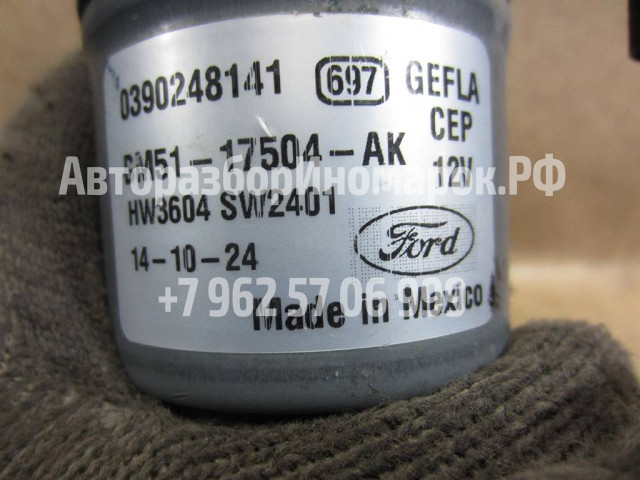 0390248141 697 GEFLA
CEP
BM51-17504-AK 12V
АвторазборИномарок.РФ
HW3604 SW2401
14-10-24 Ford
+7 962 57 06 909
Made in Mexico